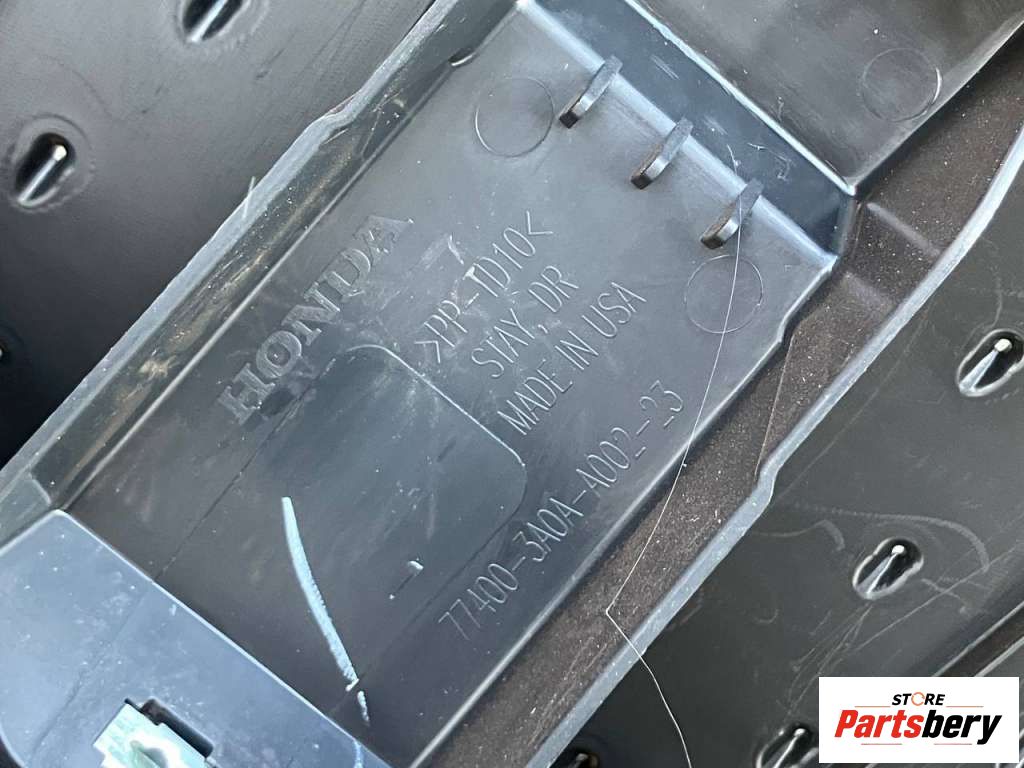 HONDA
>PP-TD10<
STAY, DR
MADE IN USA
77400-3A0A-A002-23
STORE
Partsbery